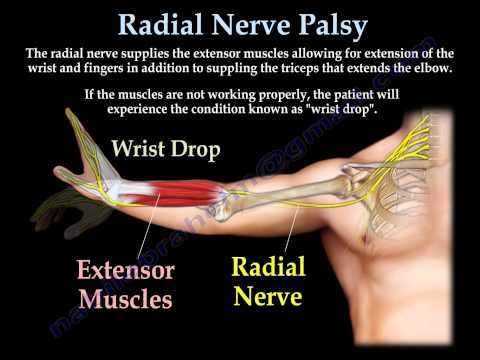 Radial Nerve Palsy
The radial nerve supplies the extensor muscles allowing for extension of the
wrist and fingers in addition to suppling the triceps that extends the elbow.
If the muscles are not working properly, the patient will
experience the condition known as "wrist drop".
Wrist Drop
Extensor
Muscles
Radial
Nerve